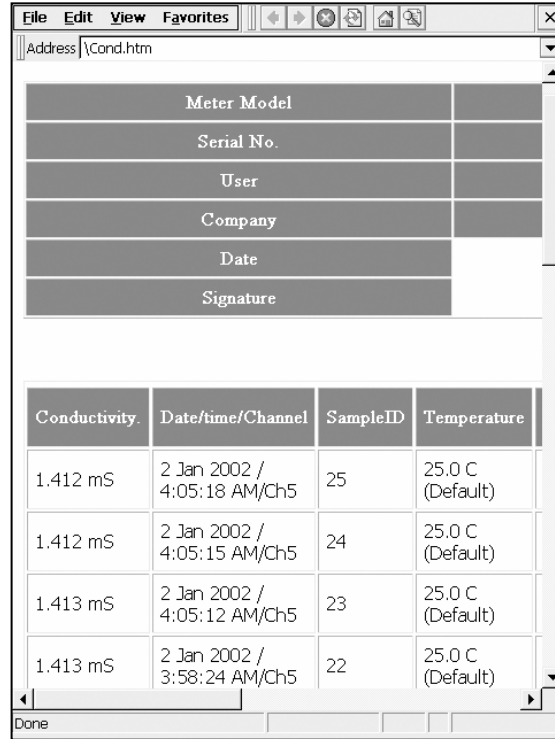 File Edit View Favorites
Address \Cond.htm
Meter Model
Serial No.
User
Company
Date
Signature
Conductivity. Date/time/Channel SampleID Temperature
1.412 mS 2 Jan 2002 / 4:05:18 AM/Ch5 25 25.0 C (Default)
1.412 mS 2 Jan 2002 / 4:05:15 AM/Ch5 24 25.0 C (Default)
1.413 mS 2 Jan 2002 / 4:05:12 AM/Ch5 23 25.0 C (Default)
1.413 mS 2 Jan 2002 / 3:58:24 AM/Ch5 22 25.0 C (Default)
Done